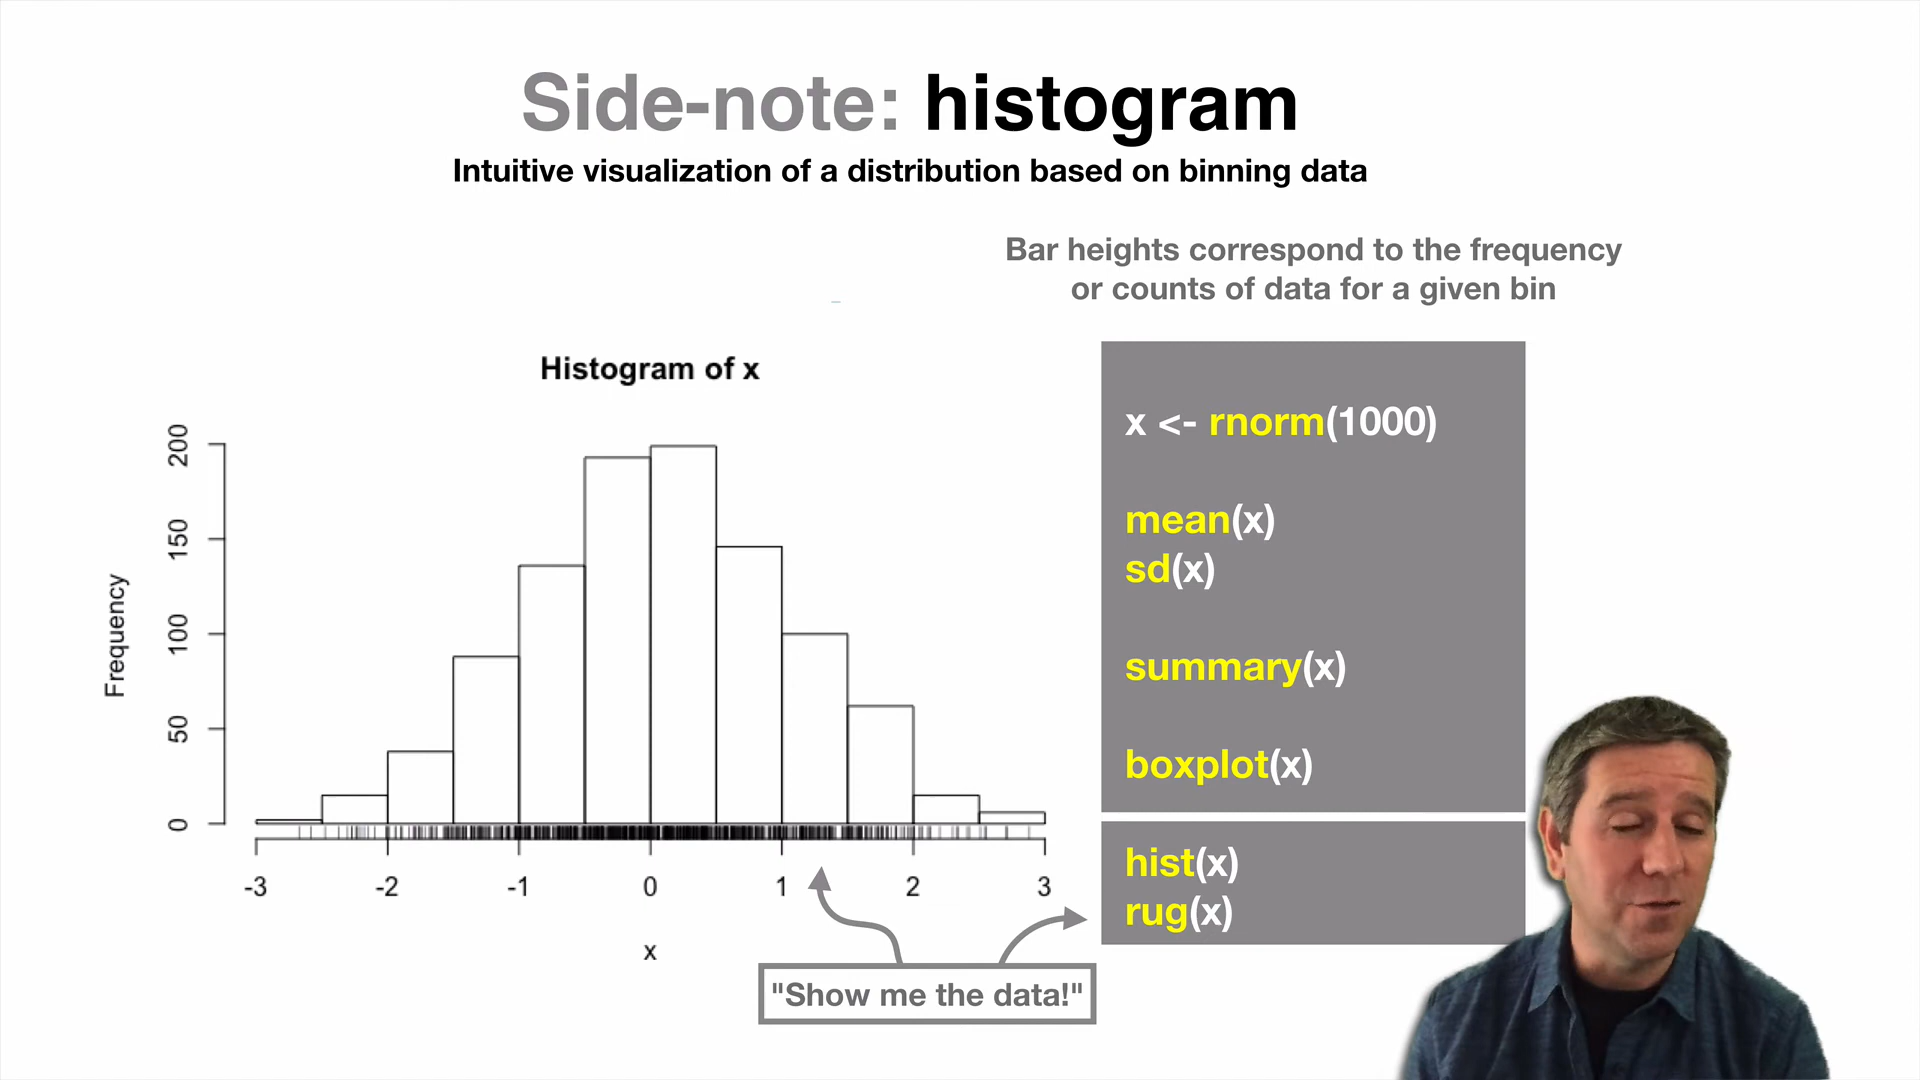 Side-note: histogram
Intuitive visualization of a distribution based on binning data
Bar heights correspond to the frequency
or counts of data for a given bin
Histogram of x
Frequency
200
150
100
50
0
-3 -2 -1 0 1 2 3
x
"Show me the data!"
x <- rnorm(1000)
mean(x)
sd(x)
summary(x)
boxplot(x)
hist(x)
rug(x)